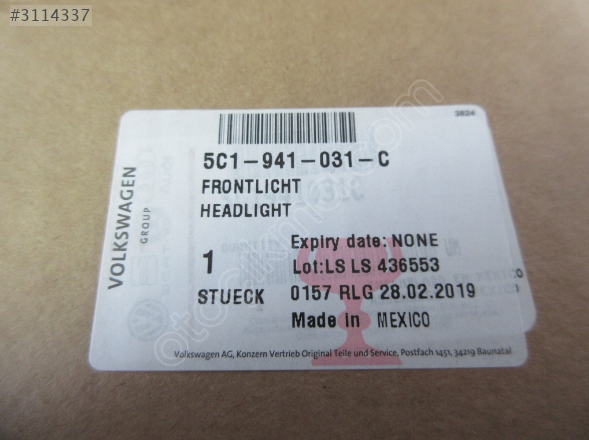 #3114337
3824
5C1-941-031-C
FRONTLICHT
HEADLIGHT
VOLKSWAGEN
GROUP
1
STUECK
Expiry date: NONE
Lot:LS LS 436553
0157 RLG 28.02.2019
Made in MEXICO
Volkswagen AG, Konzern Vertrieb Original Teile und Service, Postfach 1451, 34219 Baunatal